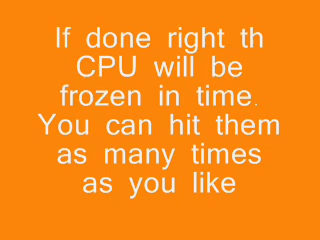 If done right th
CPU will be
frozen in time.
You can hit them
as many times
as you like